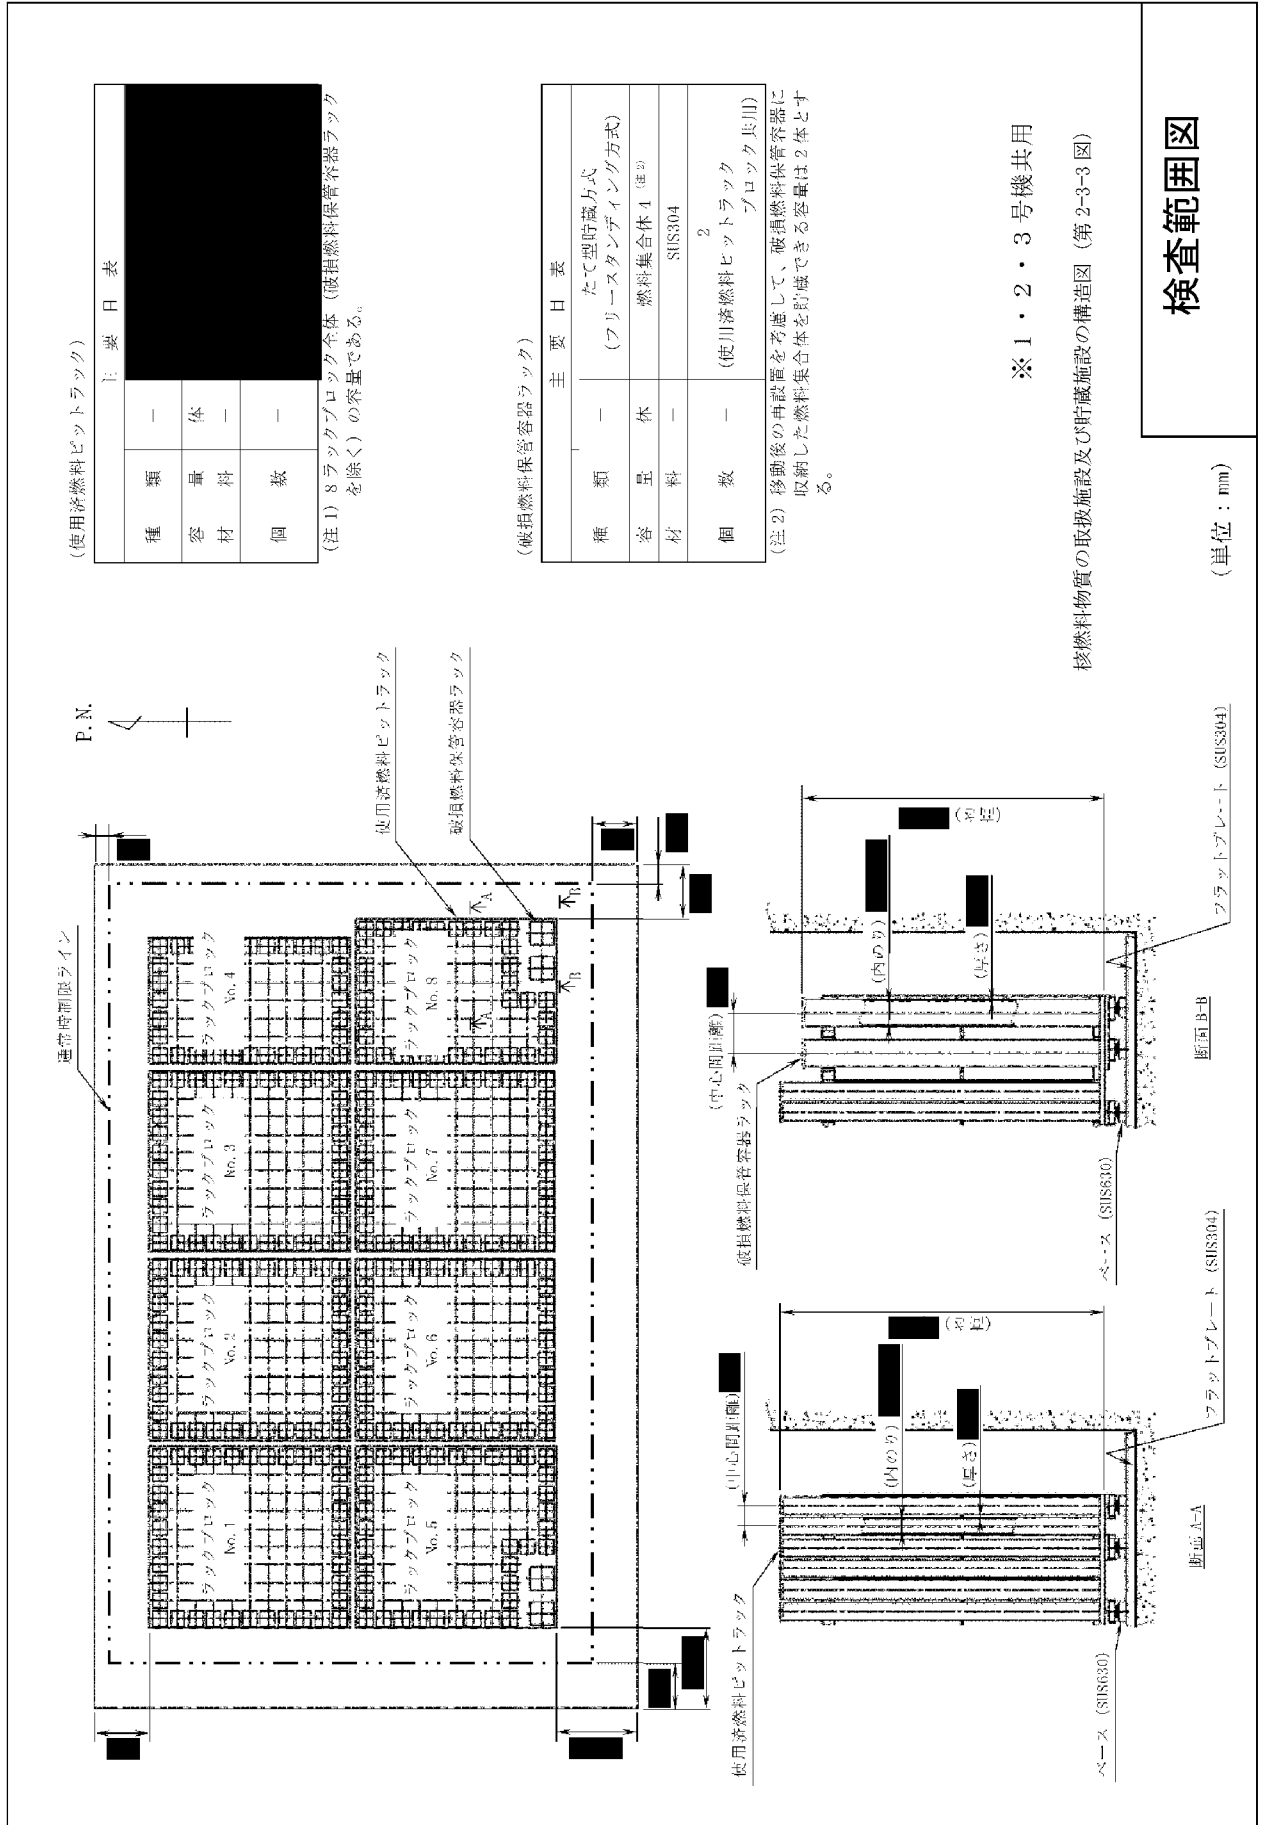 P.N.
通常時制限ライン
ラックブロック
No.1
ラックブロック
No.2
ラックブロック
No.3
ラックブロック
No.4
ラックブロック
No.5
ラックブロック
No.6
ラックブロック
No.7
ラックブロック
No.8
A
A
B
B
使用済燃料ピットラック
破損燃料保管容器ラック
(使用済燃料ピットラック)
主 要 目 表
種 類 －
容 量 体
材 料 －
個 数 －
(注1) 8ラックブロック全体（破損燃料保管容器ラック
を除く）の容量である。
(破損燃料保管容器ラック)
主 要 目 表
種 類 － たて型貯蔵方式
(フリースタンディング方式)
容 量 体 燃料集合体4 (注2)
材 料 － SUS304
個 数 － 2
(使用済燃料ピットラック
ブロック共用)
(注2) 移動後の再設置を考慮して、破損燃料保管容器に
収納した燃料集合体を貯蔵できる容量は2体とす
る。
使用済燃料ピットラック
(中心間距離)
(内のり)
(厚さ)
ベース (SUS630)
フラットプレート (SUS304)
断面 A-A
破損燃料保管容器ラック
(中心間距離)
(内のり)
(厚さ)
ベース (SUS630)
フラットプレート (SUS304)
断面 B-B
※1・2・3号機共用
核燃料物質の取扱施設及び貯蔵施設の構造図 (第2-3-3図)
(単位：mm)
検査範囲図